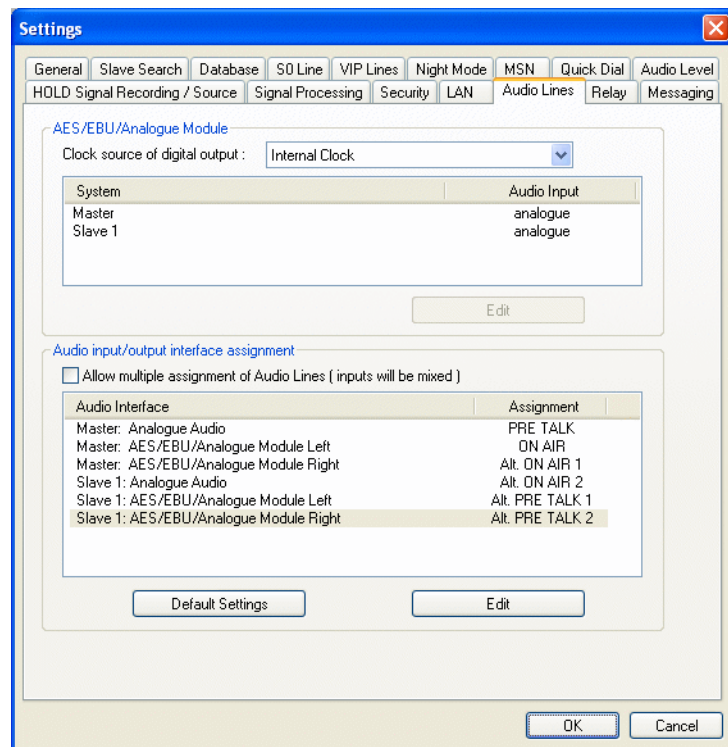 Settings
General Slave Search Database S0 Line VIP Lines Night Mode MSN Quick Dial Audio Level
HOLD Signal Recording / Source Signal Processing Security LAN Audio Lines Relay Messaging
AES/EBU/Analogue Module
Clock source of digital output : Internal Clock
System Audio Input
Master analogue
Slave 1 analogue
Edit
Audio input/output interface assignment
Allow multiple assignment of Audio Lines ( inputs will be mixed )
Audio Interface Assignment
Master: Analogue Audio PRE TALK
Master: AES/EBU/Analogue Module Left ON AIR
Master: AES/EBU/Analogue Module Right Alt. ON AIR 1
Slave 1: Analogue Audio Alt. ON AIR 2
Slave 1: AES/EBU/Analogue Module Left Alt. PRE TALK 1
Slave 1: AES/EBU/Analogue Module Right Alt. PRE TALK 2
Default Settings Edit
OK Cancel